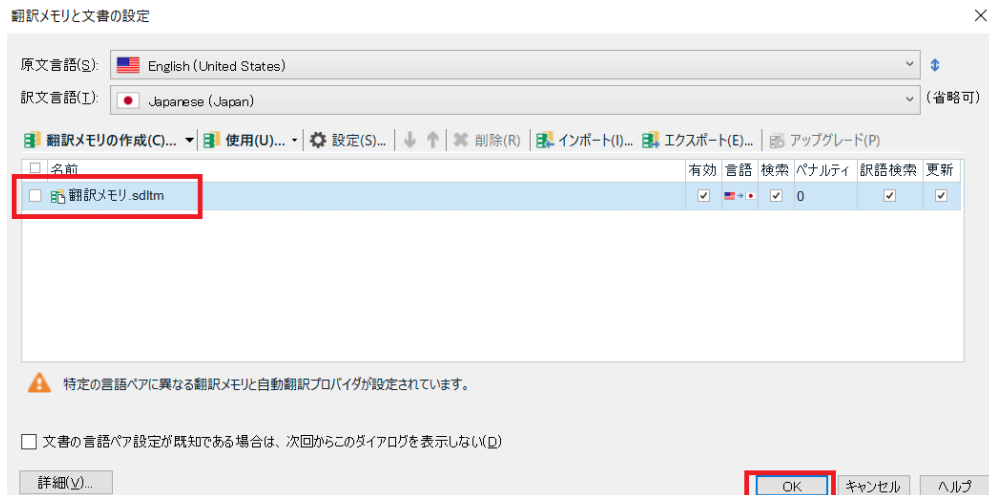 翻訳メモリと文書の設定
原文言語(S): English (United States)
訳文言語(T): Japanese (Japan) (省略可)
翻訳メモリの作成(C)... 使用(U)... 設定(S)... 削除(R) インポート(I)... エクスポート(E)... アップグレード(P)
名前 有効 言語 検索 ペナルティ 訳語検索 更新
翻訳メモリ.sdltm 0
特定の言語ペアに異なる翻訳メモリと自動翻訳プロバイダが設定されています。
文書の言語ペア設定が既知である場合は、次回からこのダイアログを表示しない(D)
詳細(V)... OK キャンセル ヘルプ